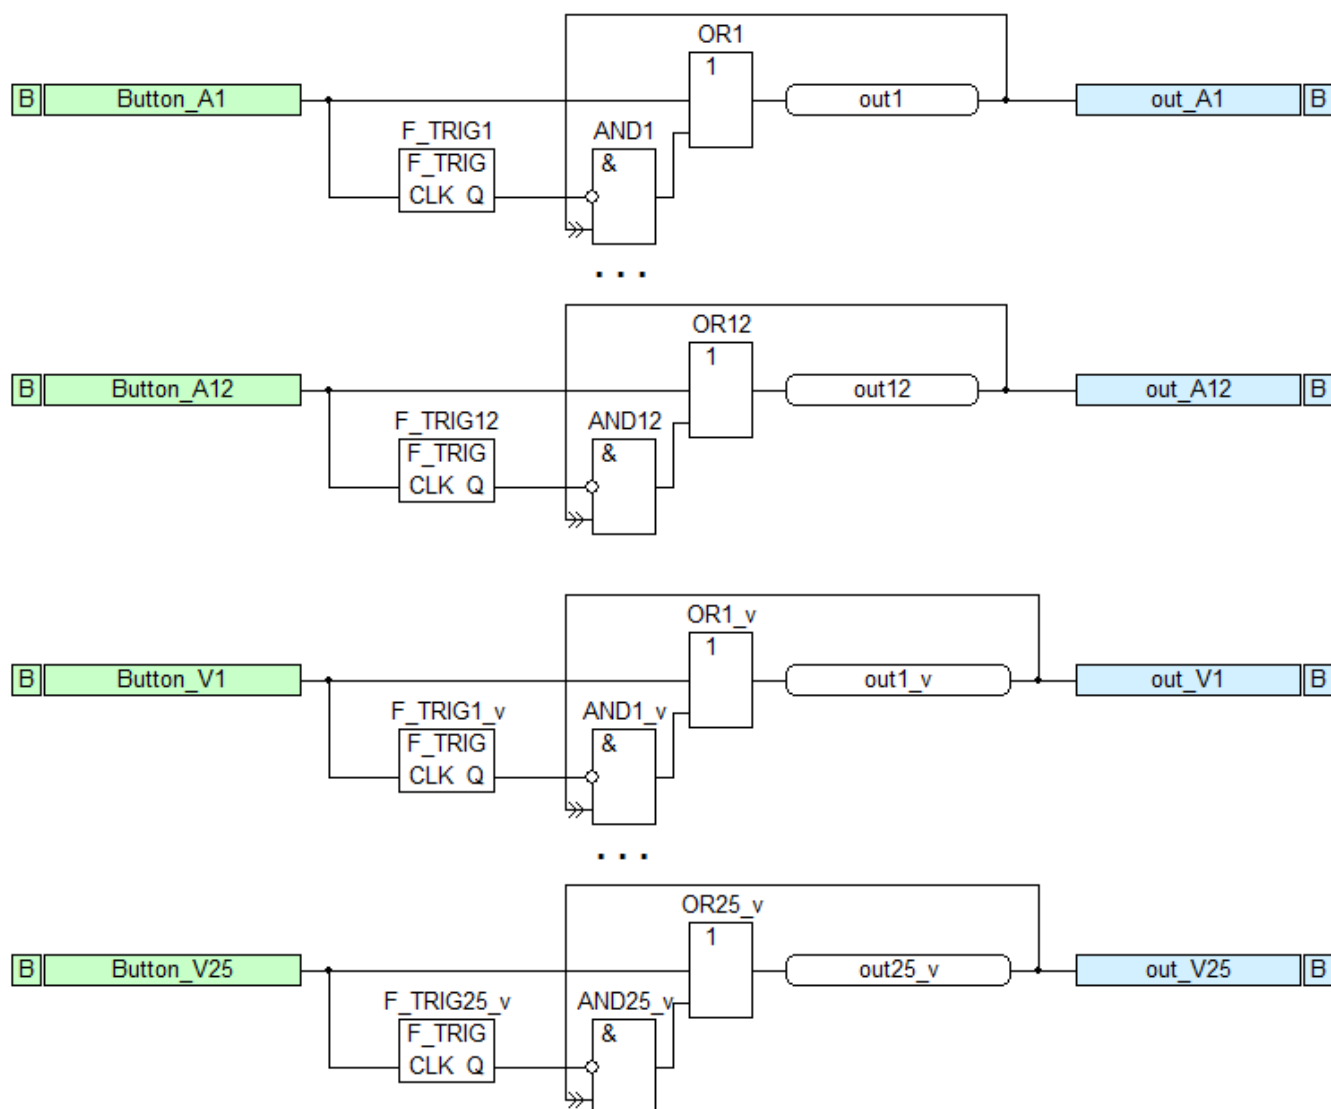 OR1
B Button_A1 1 out1 out_A1 B
F_TRIG1 AND1
F_TRIG &
CLK Q
...
OR12
B Button_A12 1 out12 out_A12 B
F_TRIG12 AND12
F_TRIG &
CLK Q
OR1_v
B Button_V1 1 out1_v out_V1 B
F_TRIG1_v AND1_v
F_TRIG &
CLK Q
...
OR25_v
B Button_V25 1 out25_v out_V25 B
F_TRIG25_v AND25_v
F_TRIG &
CLK Q